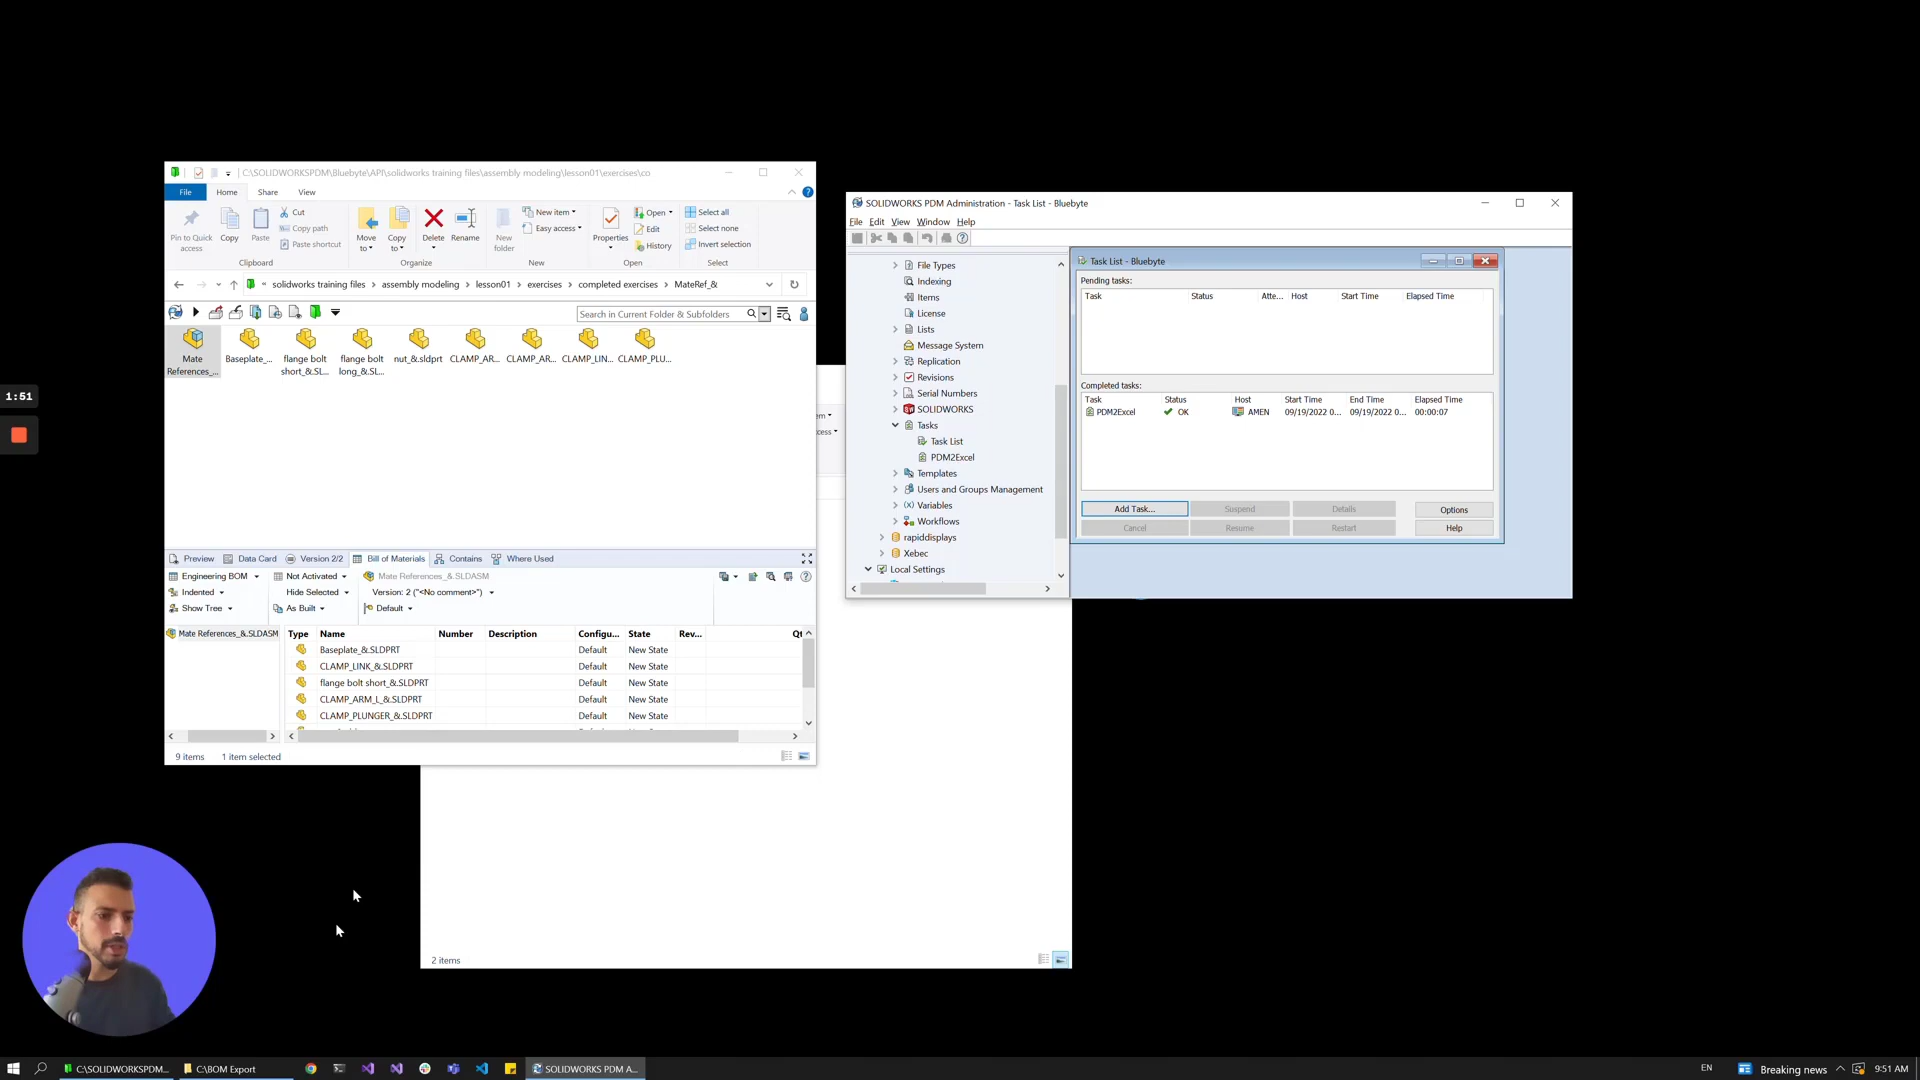 C:\SOLIDWORKSPDM\Bluebyte\API\solidworks training files\assembly modeling\lesson01\exercises\co
File Home Share View
Pin to Quick access
Copy
Paste
Cut
Copy path
Paste shortcut
Clipboard
Move to
Copy to
Delete
Rename
Organize
New folder
New item
Easy access
New
Properties
Open
Edit
History
Open
Select all
Select none
Invert selection
Select
solidworks training files > assembly modeling > lesson01 > exercises > completed exercises > MateRef_&
Search in Current Folder & Subfolders
Mate References_...
Baseplate_...
flange bolt short_&.SL...
flange bolt long_&.SL...
nut_&.sldprt
CLAMP_AR...
CLAMP_AR...
CLAMP_LIN...
CLAMP_PLU...
Preview Data Card Version 2/2 Bill of Materials Contains Where Used
Engineering BOM Not Activated Mate References_&.SLDASM
Indented Hide Selected Version: 2 ("<No comment>")
Show Tree As Built Default
Mate References_&.SLDASM
Type Name Number Description Configu... State Rev... Qt
Baseplate_&.SLDPRT Default New State
CLAMP_LINK_&.SLDPRT Default New State
flange bolt short_&.SLDPRT Default New State
CLAMP_ARM_L_&.SLDPRT Default New State
CLAMP_PLUNGER_&.SLDPRT Default New State
9 items 1 item selected
em
cess
2 items
1:51
SOLIDWORKS PDM Administration - Task List - Bluebyte
File Edit View Window Help
File Types
Indexing
Items
License
Lists
Message System
Replication
Revisions
Serial Numbers
SOLIDWORKS
Tasks
Task List
PDM2Excel
Templates
Users and Groups Management
Variables
Workflows
rapiddisplays
Xebec
Local Settings
Task List - Bluebyte
Pending tasks:
Task Status Atte... Host Start Time Elapsed Time
Completed tasks:
Task Status Host Start Time End Time Elapsed Time
PDM2Excel OK AMEN 09/19/2022 0... 09/19/2022 0... 00:00:07
Add Task... Suspend Details Options
Cancel Resume Restart Help
C:\SOLIDWORKSPDM... C:\BOM Export SOLIDWORKS PDM A... EN Breaking news 9:51 AM